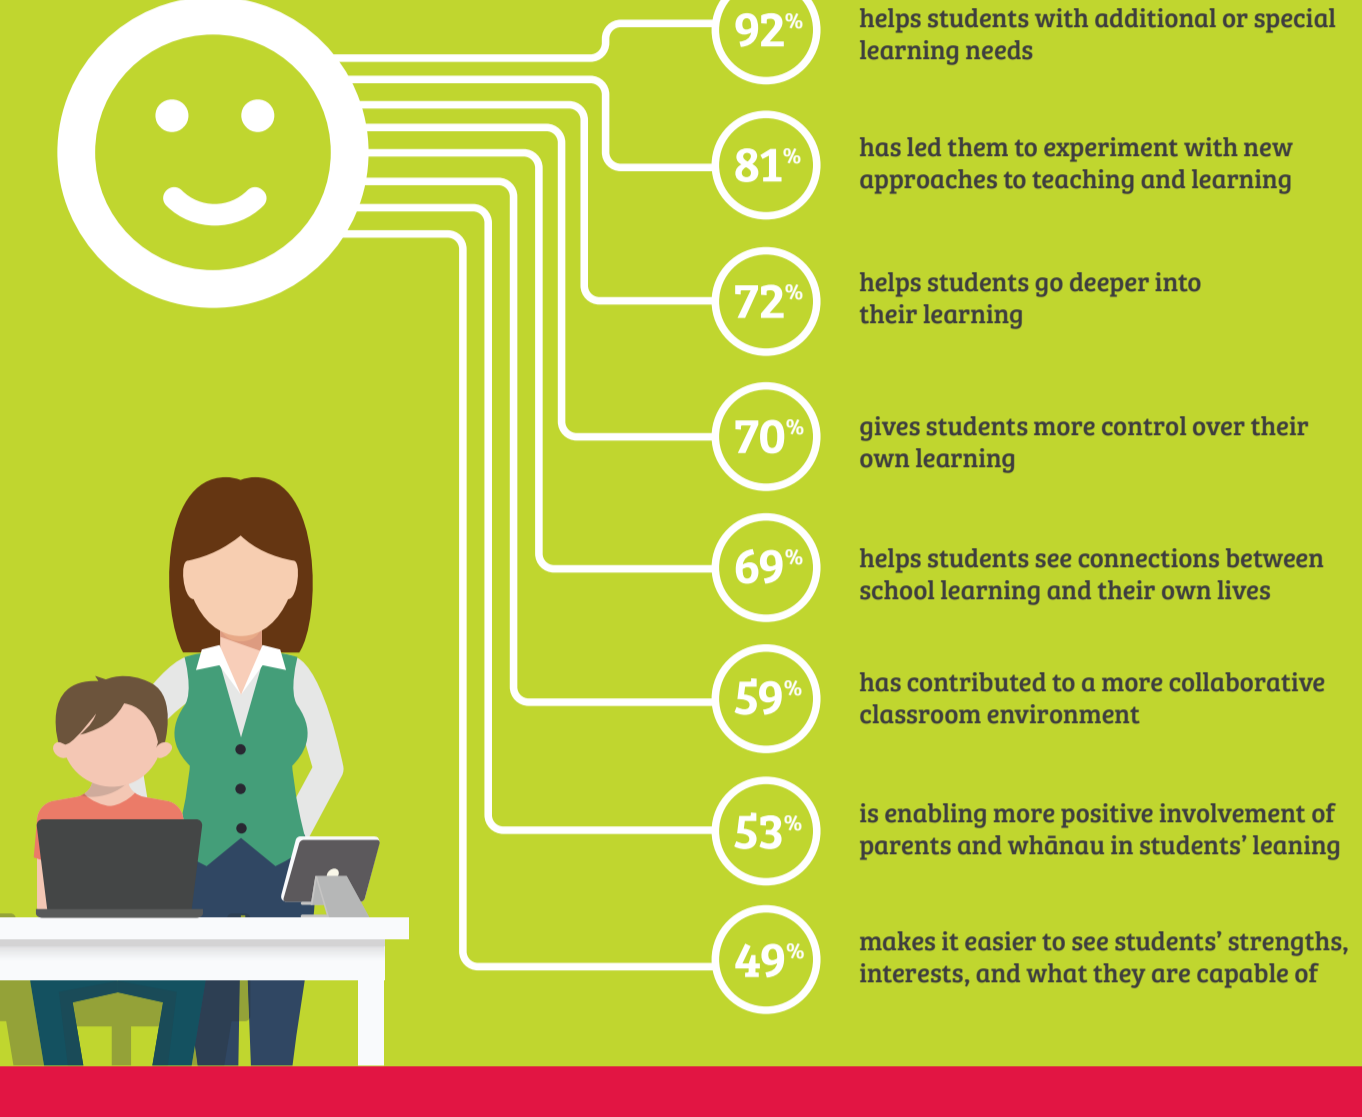 92%
helps students with additional or special
learning needs
81%
has led them to experiment with new
approaches to teaching and learning
72%
helps students go deeper into
their learning
70%
gives students more control over their
own learning
69%
helps students see connections between
school learning and their own lives
59%
has contributed to a more collaborative
classroom environment
53%
is enabling more positive involvement of
parents and whānau in students’ leaning
49%
makes it easier to see students’ strengths,
interests, and what they are capable of